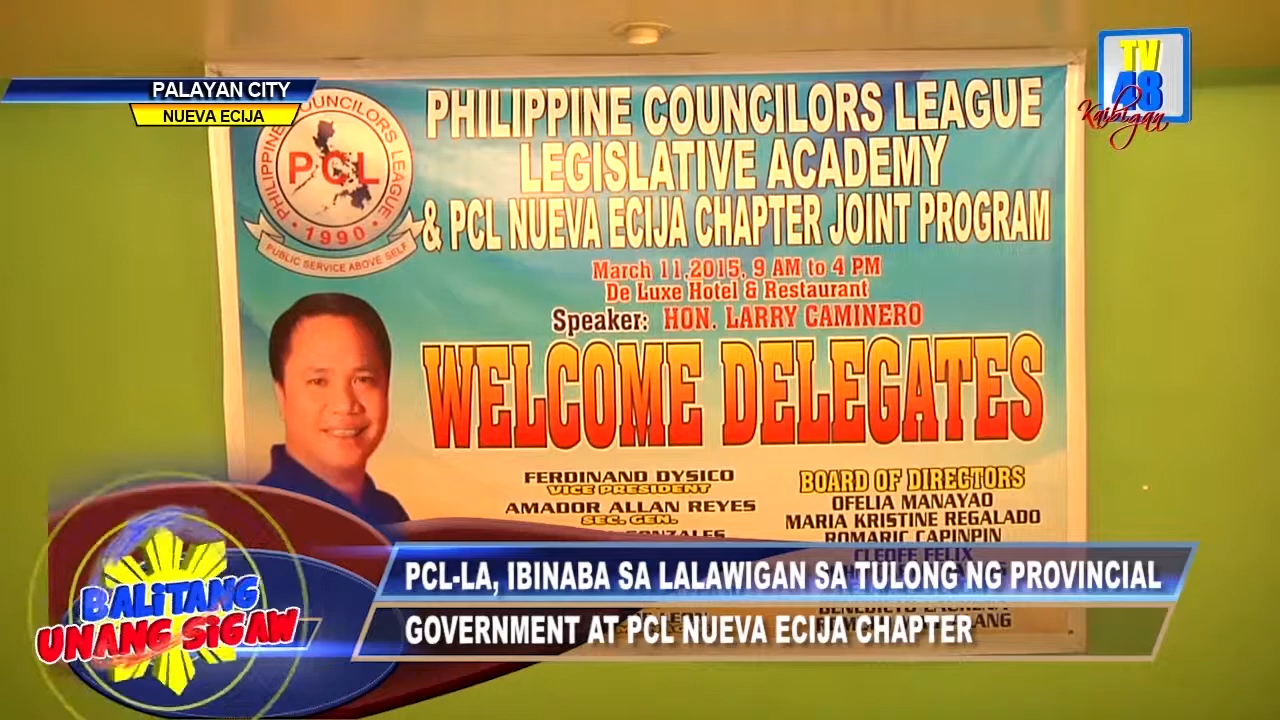 PALAYAN CITY
NUEVA ECIJA
TV
48
Kaibigan
PHILIPPINE COUNCILORS LEAGUE
PCL
1990
PUBLIC SERVICE ABOVE SELF
PHILIPPINE COUNCILORS LEAGUE
LEGISLATIVE ACADEMY
& PCL NUEVA ECIJA CHAPTER JOINT PROGRAM
March 11, 2015, 9 AM to 4 PM
De Luxe Hotel & Restaurant
Speaker: HON. LARRY CAMINERO
WELCOME DELEGATES
FERDINAND DYSICO
VICE PRESIDENT
AMADOR ALLAN REYES
SEC. GEN.
GONZALES
BOARD OF DIRECTORS
OFELIA MANAYAO
MARIA KRISTINE REGALADO
ROMARIC CAPINPIN
CLEOFE FELIX
BALITANG
UNANG SIGAW
PCL-LA, IBINABA SA LALAWIGAN SA TULONG NG PROVINCIAL
GOVERNMENT AT PCL NUEVA ECIJA CHAPTER